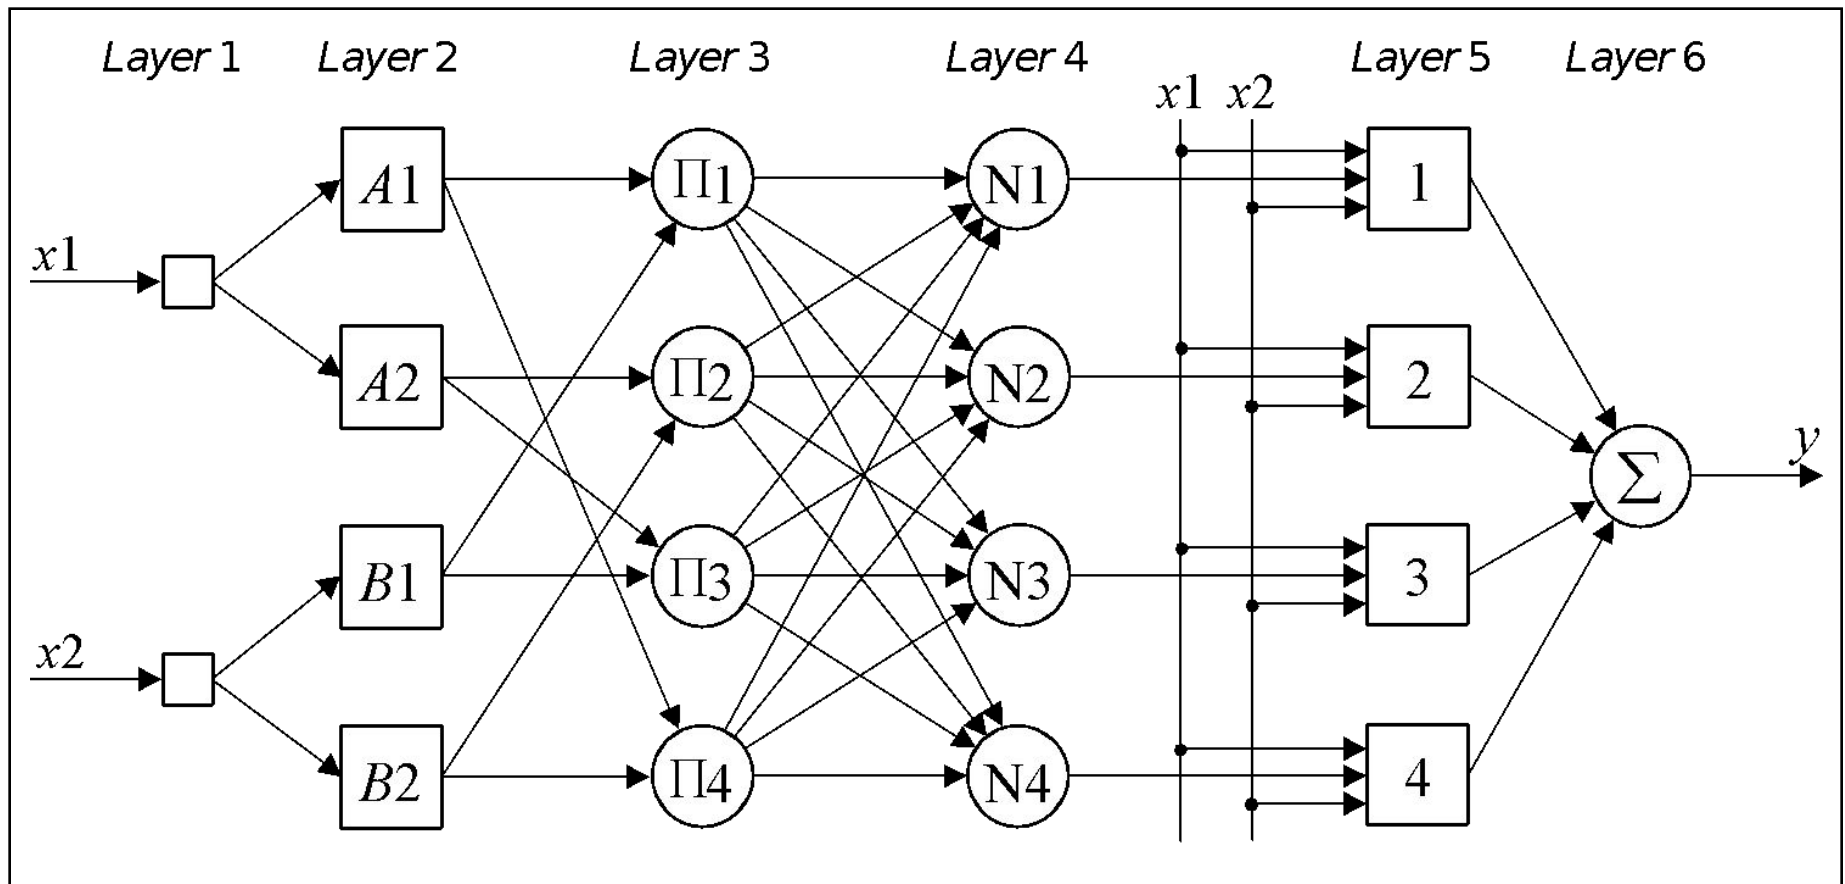 Layer 1 Layer 2 Layer 3 Layer 4 Layer 5 Layer 6
x1 x2
A1 Π1 N1 1
x1
A2 Π2 N2 2
y
Σ
B1 Π3 N3 3
x2
B2 Π4 N4 4